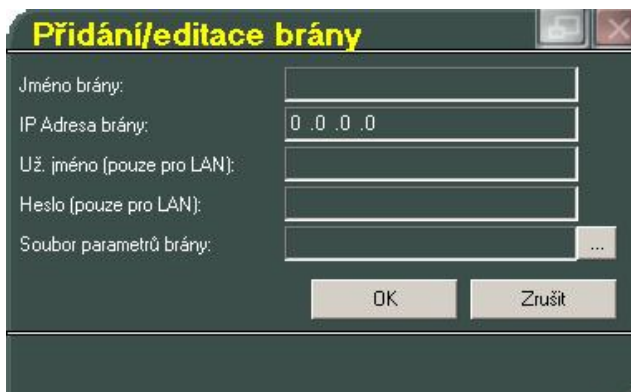 Přidání/editace brány
Jméno brány:
IP Adresa brány: 0 .0 .0 .0
Už. jméno (pouze pro LAN):
Heslo (pouze pro LAN):
Soubor parametrů brány: ...
OK Zrušit